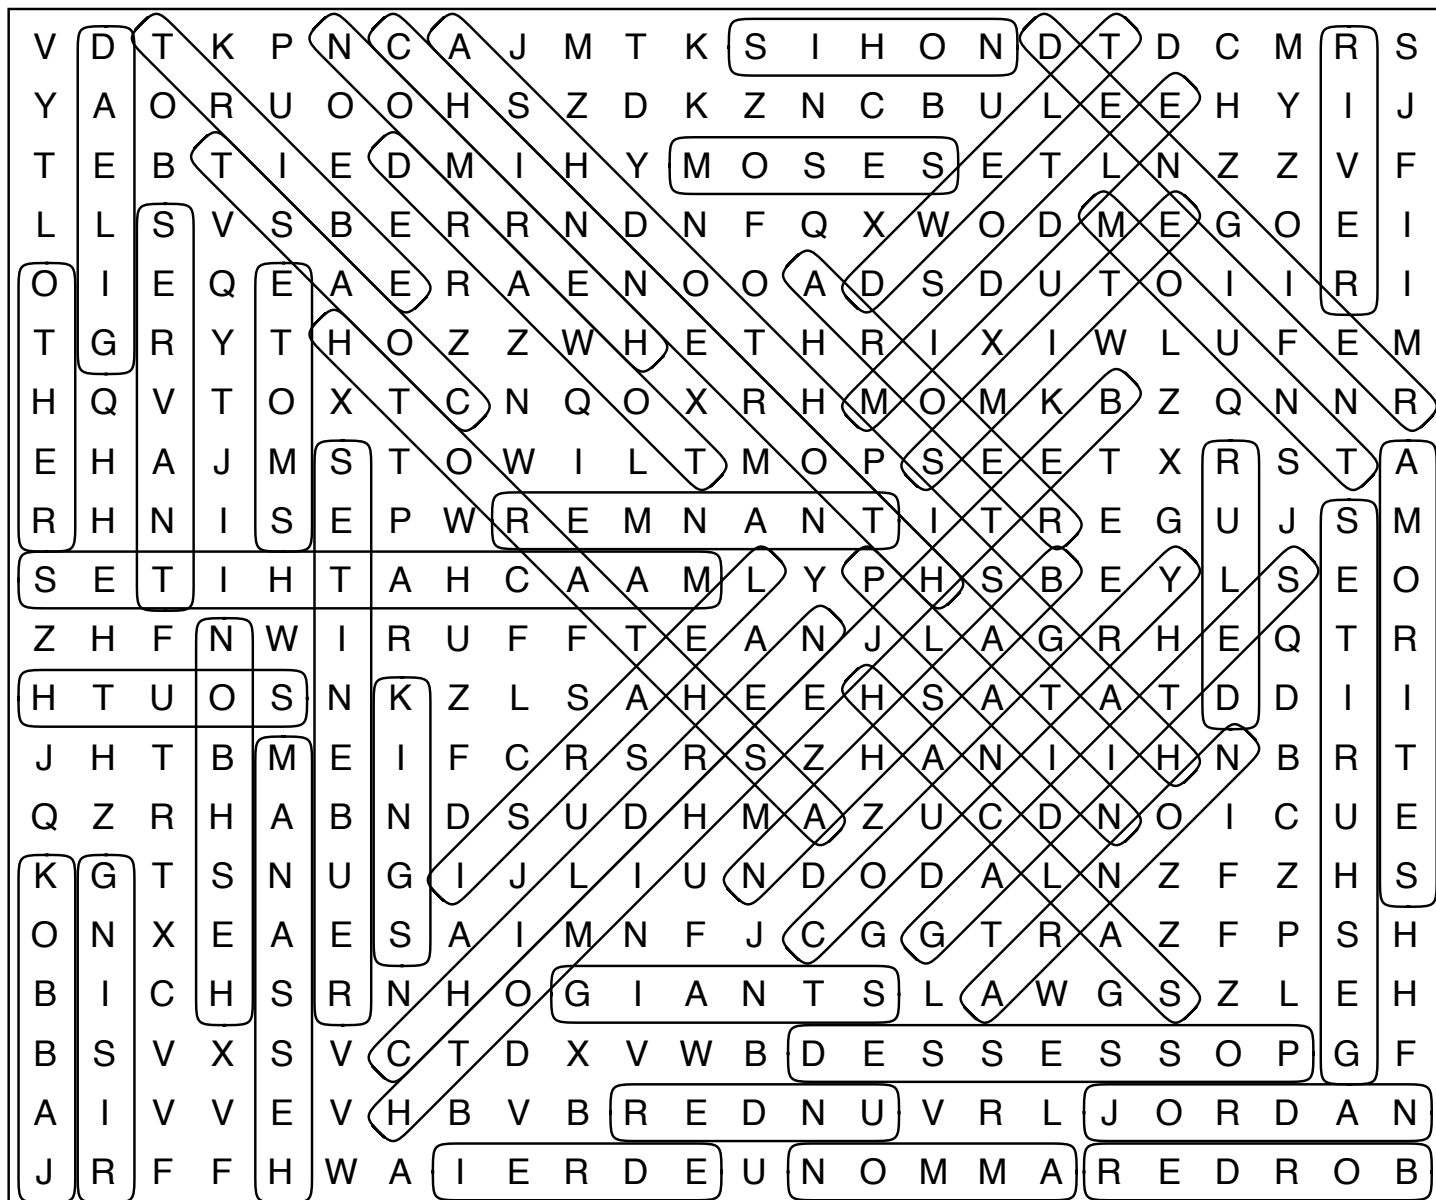 V D T K P N C A J M T K S I H O N D T D C M R S
Y A O R U O O H S Z D K Z N C B U L E E H Y I J
T E B T I E D M I H Y M O S E S E T L N Z Z V F
L L S V S B E R R N D N F Q X W O D M E G O E I
O I E Q E A E R A E N O O A D S D U T O I I R I
T G R Y T H O Z Z W H E T H R I X I W L U F E M
H Q V T O X T C N Q O X R H M O M K B Z Q N N R
E H A J M S T O W I L T M O P S E E T X R S T A
R H N I S E P W R E M N A N T I T R E G U J S M
S E T I H T A H C A A M L Y P H S B E Y L S E O
Z H F N W I R U F F T E A N J L A G R H E Q T R
H T U O S N K Z L S A H E E H S A T A T D D I I
J H T B M E I F C R S R S Z H A N I I H N B R T
Q Z R H A B N D S U D H M A Z U C D N O I C U E
K G T S N U G I J L I U N D O D A L N Z F Z H S
O N X E A E S A I M N F J C G G T R A Z F P S H
B I C H S R N H O G I A N T S L A W G S Z L E H
B S V X S V C T D X V W B D E S S E S S O P G F
A I V V E V H B V B R E D N U V R L J O R D A N
J R F F H W A I E R D E U N O M M A R E D R O B